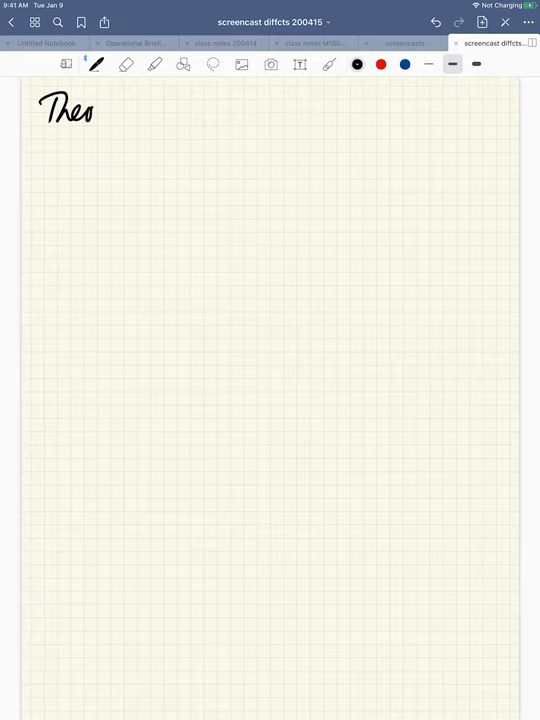 9:41 AM Tue Jan 9
Not Charging
screencast diffcts 200415
Untitled Notebook
Operational Briefi...
class notes 200414
class notes M150...
screencasts
screencast diffcts...
Theo